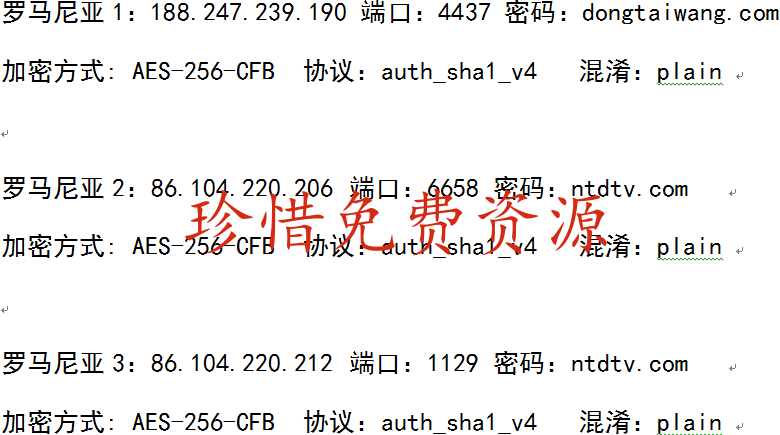 罗马尼亚1：188.247.239.190 端口：4437 密码：dongtaiwang.com
加密方式: AES-256-CFB 协议：auth_sha1_v4 混淆：plain
罗马尼亚2：86.104.220.206 端口：6658 密码：ntdtv.com
珍惜免费资源
加密方式: AES-256-CFB 协议：auth_sha1_v4 混淆：plain
罗马尼亚3：86.104.220.212 端口：1129 密码：ntdtv.com
加密方式: AES-256-CFB 协议：auth_sha1_v4 混淆：plain